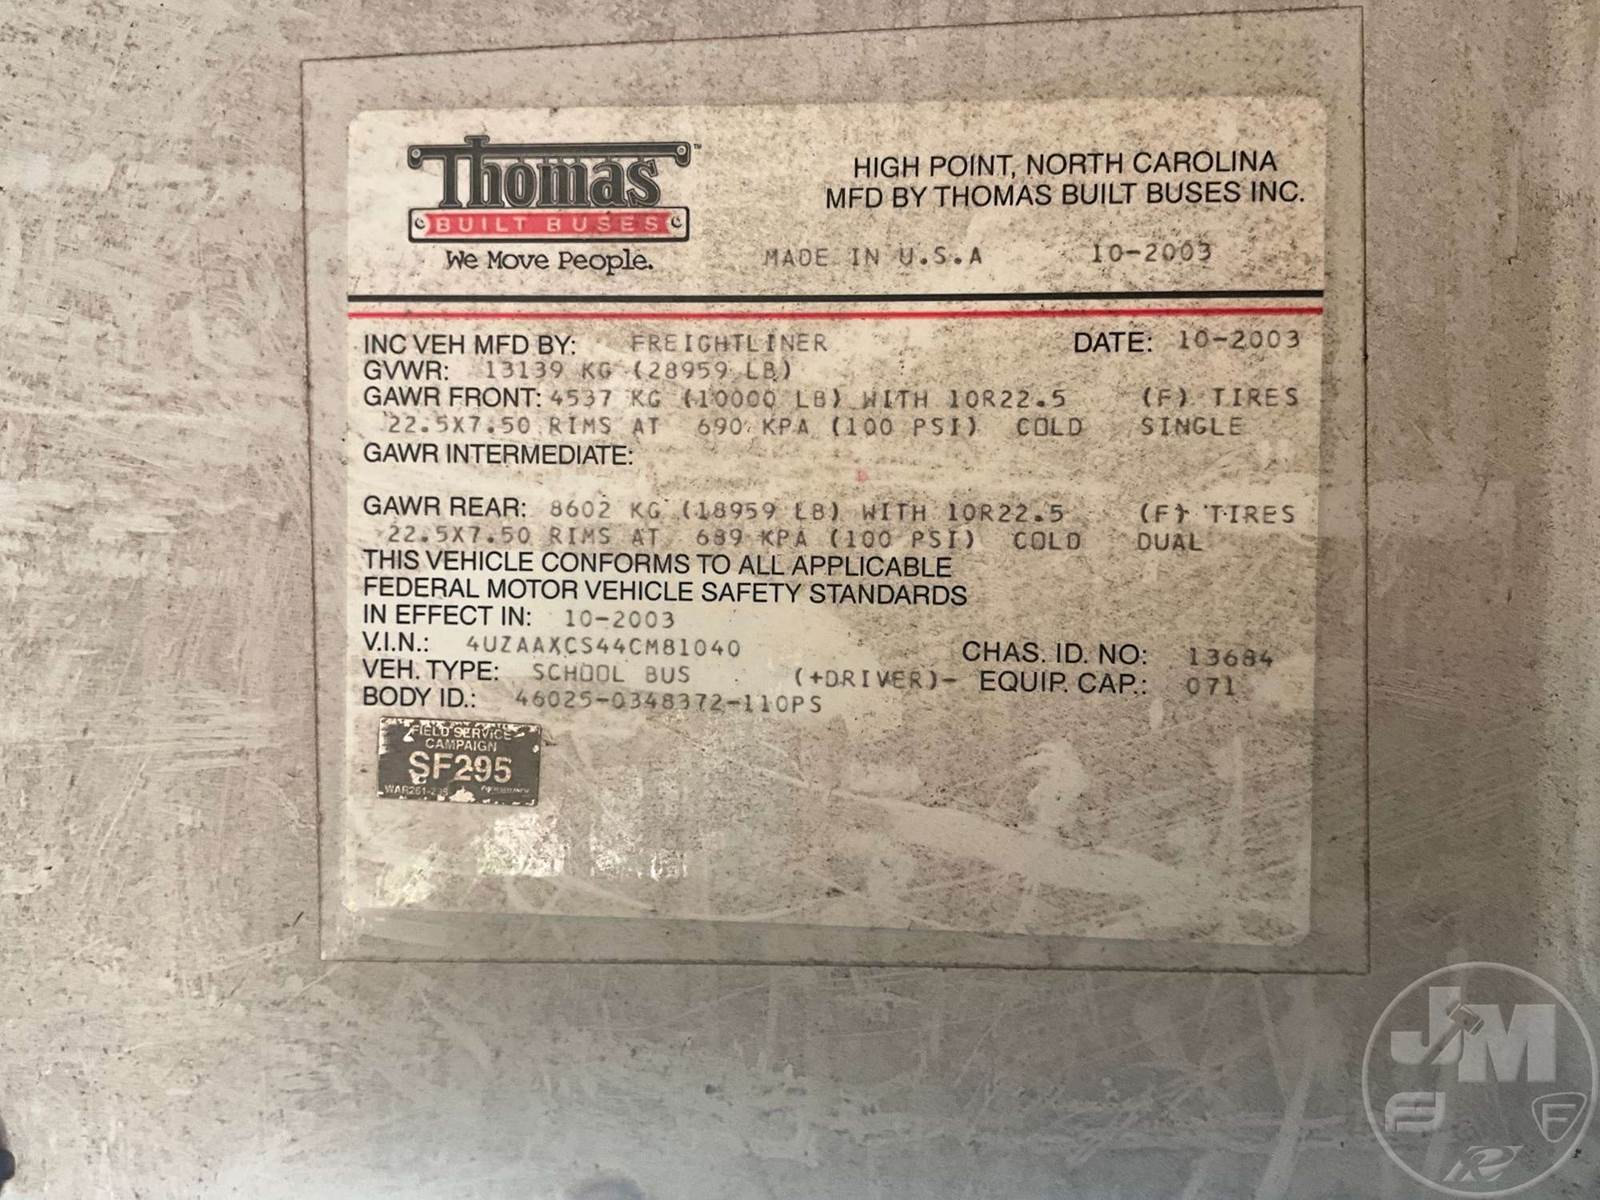 Thomas™
BUILT BUSES
We Move People.
HIGH POINT, NORTH CAROLINA
MFD BY THOMAS BUILT BUSES INC.
MADE IN U.S.A 10-2003
INC VEH MFD BY: FREIGHTLINER DATE: 10-2003
GVWR: 13139 KG (28959 LB)
GAWR FRONT: 4537 KG (10000 LB) WITH 10R22.5 (F) TIRES
22.5X7.50 RIMS AT 690 KPA (100 PSI) COLD SINGLE
GAWR INTERMEDIATE:
GAWR REAR: 8602 KG (18959 LB) WITH 10R22.5 (F) TIRES
22.5X7.50 RIMS AT 689 KPA (100 PSI) COLD DUAL
THIS VEHICLE CONFORMS TO ALL APPLICABLE
FEDERAL MOTOR VEHICLE SAFETY STANDARDS
IN EFFECT IN: 10-2003
V.I.N.: 4UZAAXCS44CM81040 CHAS. ID. NO: 13684
VEH. TYPE: SCHOOL BUS (+DRIVER)- EQUIP. CAP.: 071
BODY ID.: 46025-0348372-110PS
FIELD SERVICE
CAMPAIGN
SF295
JM